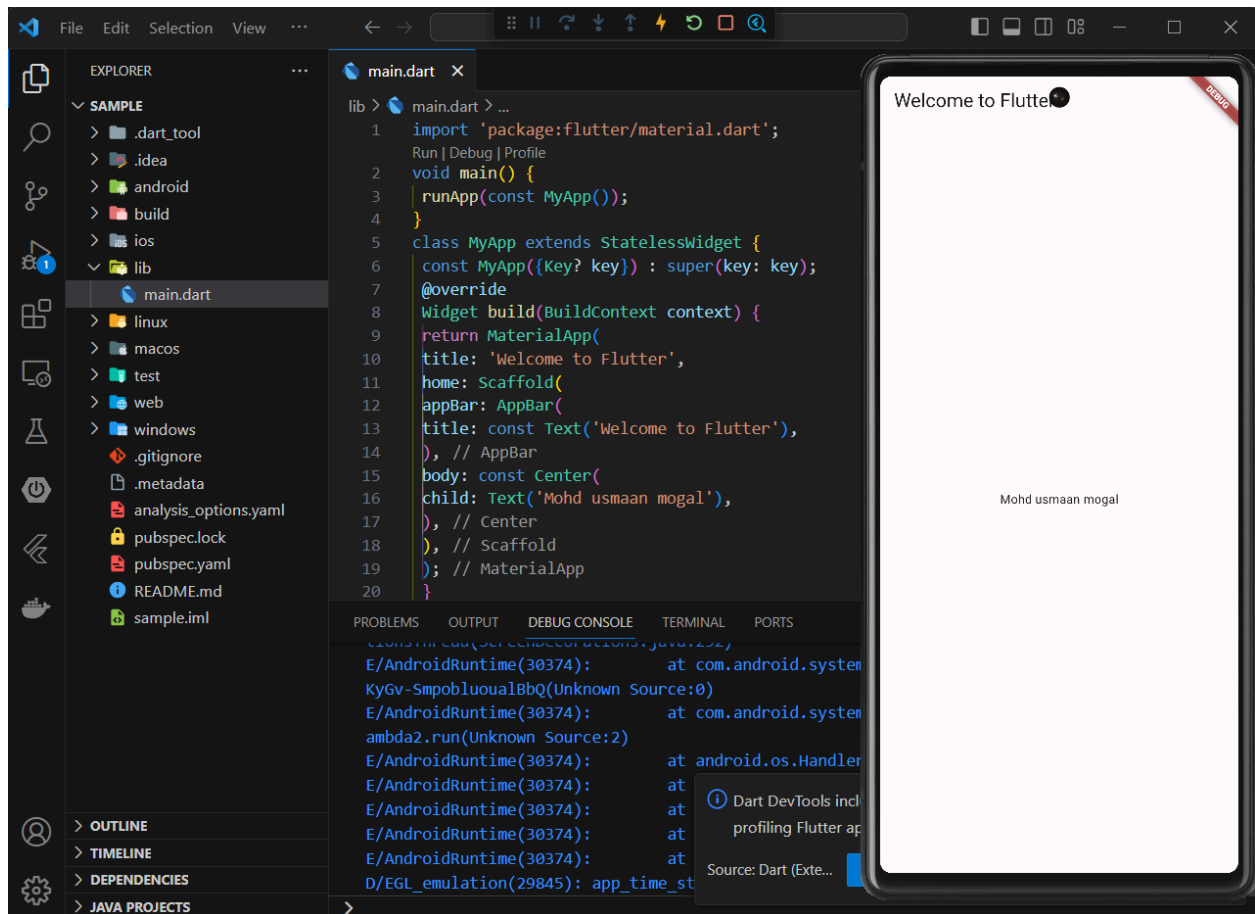 File Edit Selection View ···
EXPLORER ···
SAMPLE
.dart_tool
.idea
android
build
ios
lib
main.dart
linux
macos
test
web
windows
.gitignore
.metadata
analysis_options.yaml
pubspec.lock
pubspec.yaml
README.md
sample.iml
OUTLINE
TIMELINE
DEPENDENCIES
JAVA PROJECTS
1
main.dart
lib > main.dart > ...
1 import 'package:flutter/material.dart';
Run | Debug | Profile
2 void main() {
3 runApp(const MyApp());
4 }
5 class MyApp extends StatelessWidget {
6 const MyApp({Key? key}) : super(key: key);
7 @override
8 Widget build(BuildContext context) {
9 return MaterialApp(
10 title: 'Welcome to Flutter',
11 home: Scaffold(
12 appBar: AppBar(
13 title: const Text('Welcome to Flutter'),
14 ), // AppBar
15 body: const Center(
16 child: Text('Mohd usmaan mogal'),
17 ), // Center
18 ), // Scaffold
19 ); // MaterialApp
20 }
PROBLEMS OUTPUT DEBUG CONSOLE TERMINAL PORTS
E/AndroidRuntime(30374): at com.android.system
KyGv-SmpobluoualBbQ(Unknown Source:0)
E/AndroidRuntime(30374): at com.android.system
ambda2.run(Unknown Source:2)
E/AndroidRuntime(30374): at android.os.Handler
E/AndroidRuntime(30374): at
E/AndroidRuntime(30374): at
E/AndroidRuntime(30374): at
E/AndroidRuntime(30374): at
D/EGL_emulation(29845): app_time_st
Dart DevTools incl
profiling Flutter ap
Source: Dart (Exte...
Welcome to Flutter
DEBUG
Mohd usmaan mogal